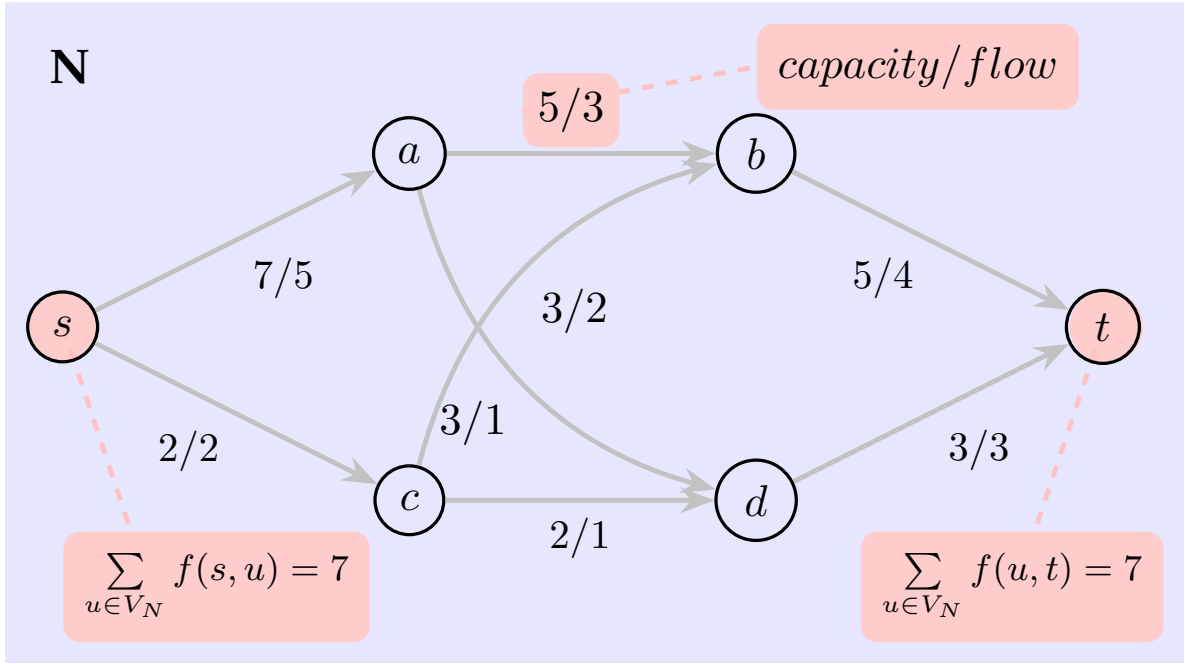 N
capacity/flow
5/3
a
b
7/5
3/2
5/4
s
t
3/1
2/2
3/3
c
d
2/1
∑ f(s, u) = 7
u∈V_N
∑ f(u, t) = 7
u∈V_N